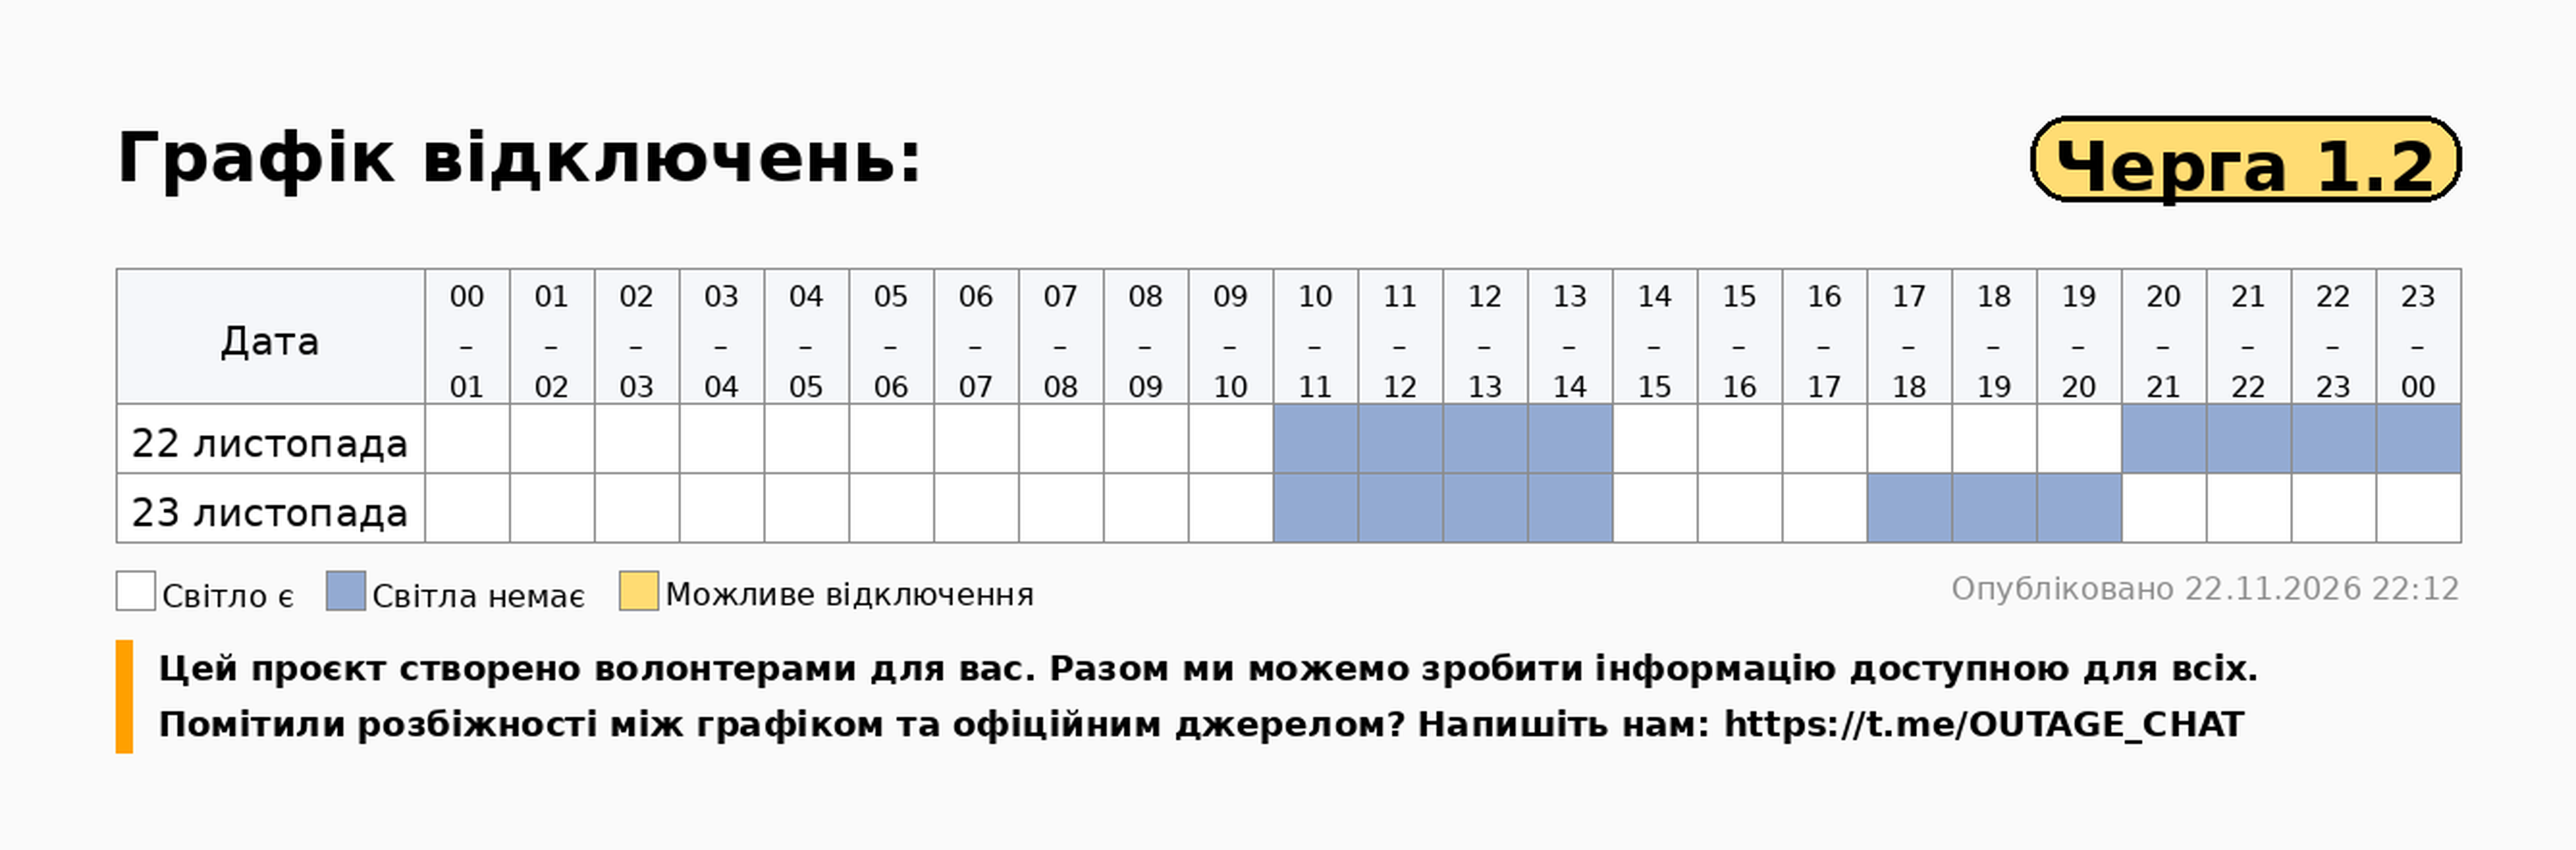 Графік відключень:
Черга 1.2
Дата
00 – 01
01 – 02
02 – 03
03 – 04
04 – 05
05 – 06
06 – 07
07 – 08
08 – 09
09 – 10
10 – 11
11 – 12
12 – 13
13 – 14
14 – 15
15 – 16
16 – 17
17 – 18
18 – 19
19 – 20
20 – 21
21 – 22
22 – 23
23 – 00
22 листопада
23 листопада
Світло є
Світла немає
Можливе відключення
Опубліковано 22.11.2026 22:12
Цей проєкт створено волонтерами для вас. Разом ми можемо зробити інформацію доступною для всіх.
Помітили розбіжності між графіком та офіційним джерелом? Напишіть нам: https://t.me/OUTAGE_CHAT